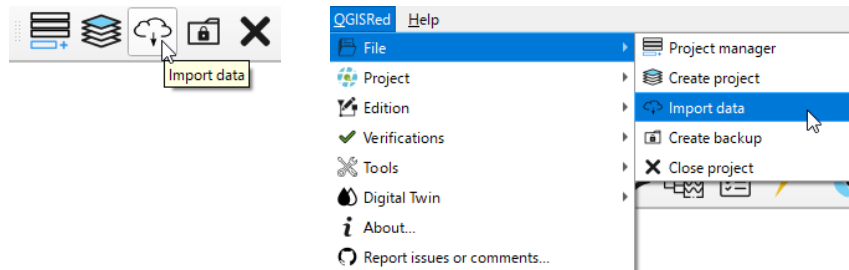 Import data
QGISRed Help
File
Project
Edition
Verifications
Tools
Digital Twin
About...
Report issues or comments...
Project manager
Create project
Import data
Create backup
Close project